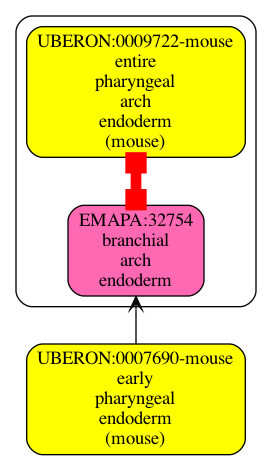 UBERON:0009722-mouse
entire
pharyngeal
arch
endoderm
(mouse)
EMAPA:32754
branchial
arch
endoderm
UBERON:0007690-mouse
early
pharyngeal
endoderm
(mouse)